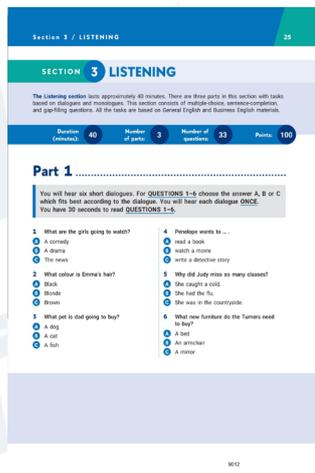 Section 3 / LISTENING
25
SECTION 3 LISTENING
The Listening section lasts approximately 40 minutes. There are three parts in this section with tasks
based on dialogues and monologues. This section consists of multiple-choice, sentence-completion,
and gap-filling questions. All the tasks are based on General English and Business English materials.
Duration (minutes): 40
Number of parts: 3
Number of questions: 33
Points: 100
Part 1
You will hear six short dialogues. For QUESTIONS 1–6 choose the answer A, B or C
which fits best according to the dialogue. You will hear each dialogue ONCE.
You have 30 seconds to read QUESTIONS 1–6.
1 What are the girls going to watch?
A A comedy
B A drama
C The news
2 What colour is Emma's hair?
A Black
B Blonde
C Brown
3 What pet is dad going to buy?
A A dog
B A cat
C A fish
4 Penelope wants to ... .
A read a book
B watch a movie
C write a detective story
5 Why did Judy miss so many classes?
A She caught a cold.
B She had the flu.
C She was in the countryside.
6 What new furniture do the Turners need
to buy?
A A bed
B An armchair
C A mirror
9012